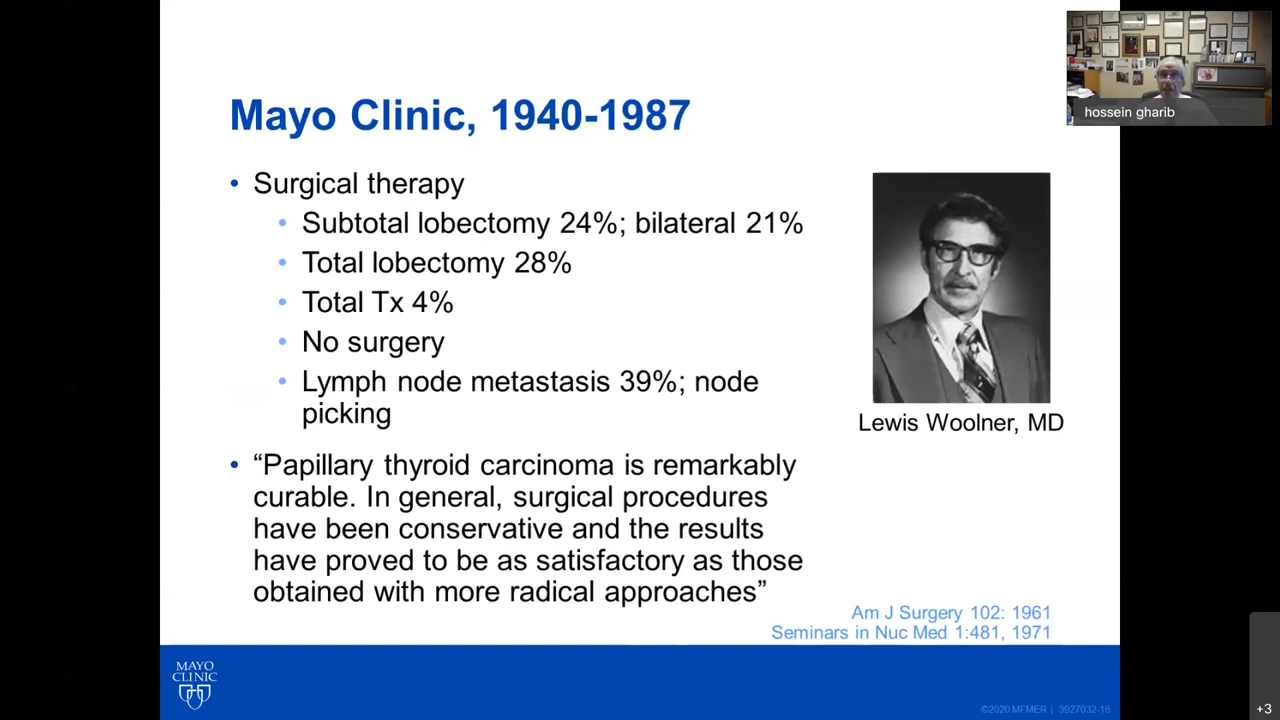 hossein gharib
Mayo Clinic, 1940-1987
• Surgical therapy
• Subtotal lobectomy 24%; bilateral 21%
• Total lobectomy 28%
• Total Tx 4%
• No surgery
• Lymph node metastasis 39%; node
picking
Lewis Woolner, MD
• “Papillary thyroid carcinoma is remarkably
curable. In general, surgical procedures
have been conservative and the results
have proved to be as satisfactory as those
obtained with more radical approaches”
Am J Surgery 102: 1961
Seminars in Nuc Med 1:481, 1971
MAYO
CLINIC
©2020 MFMER | 3927032-16
+3